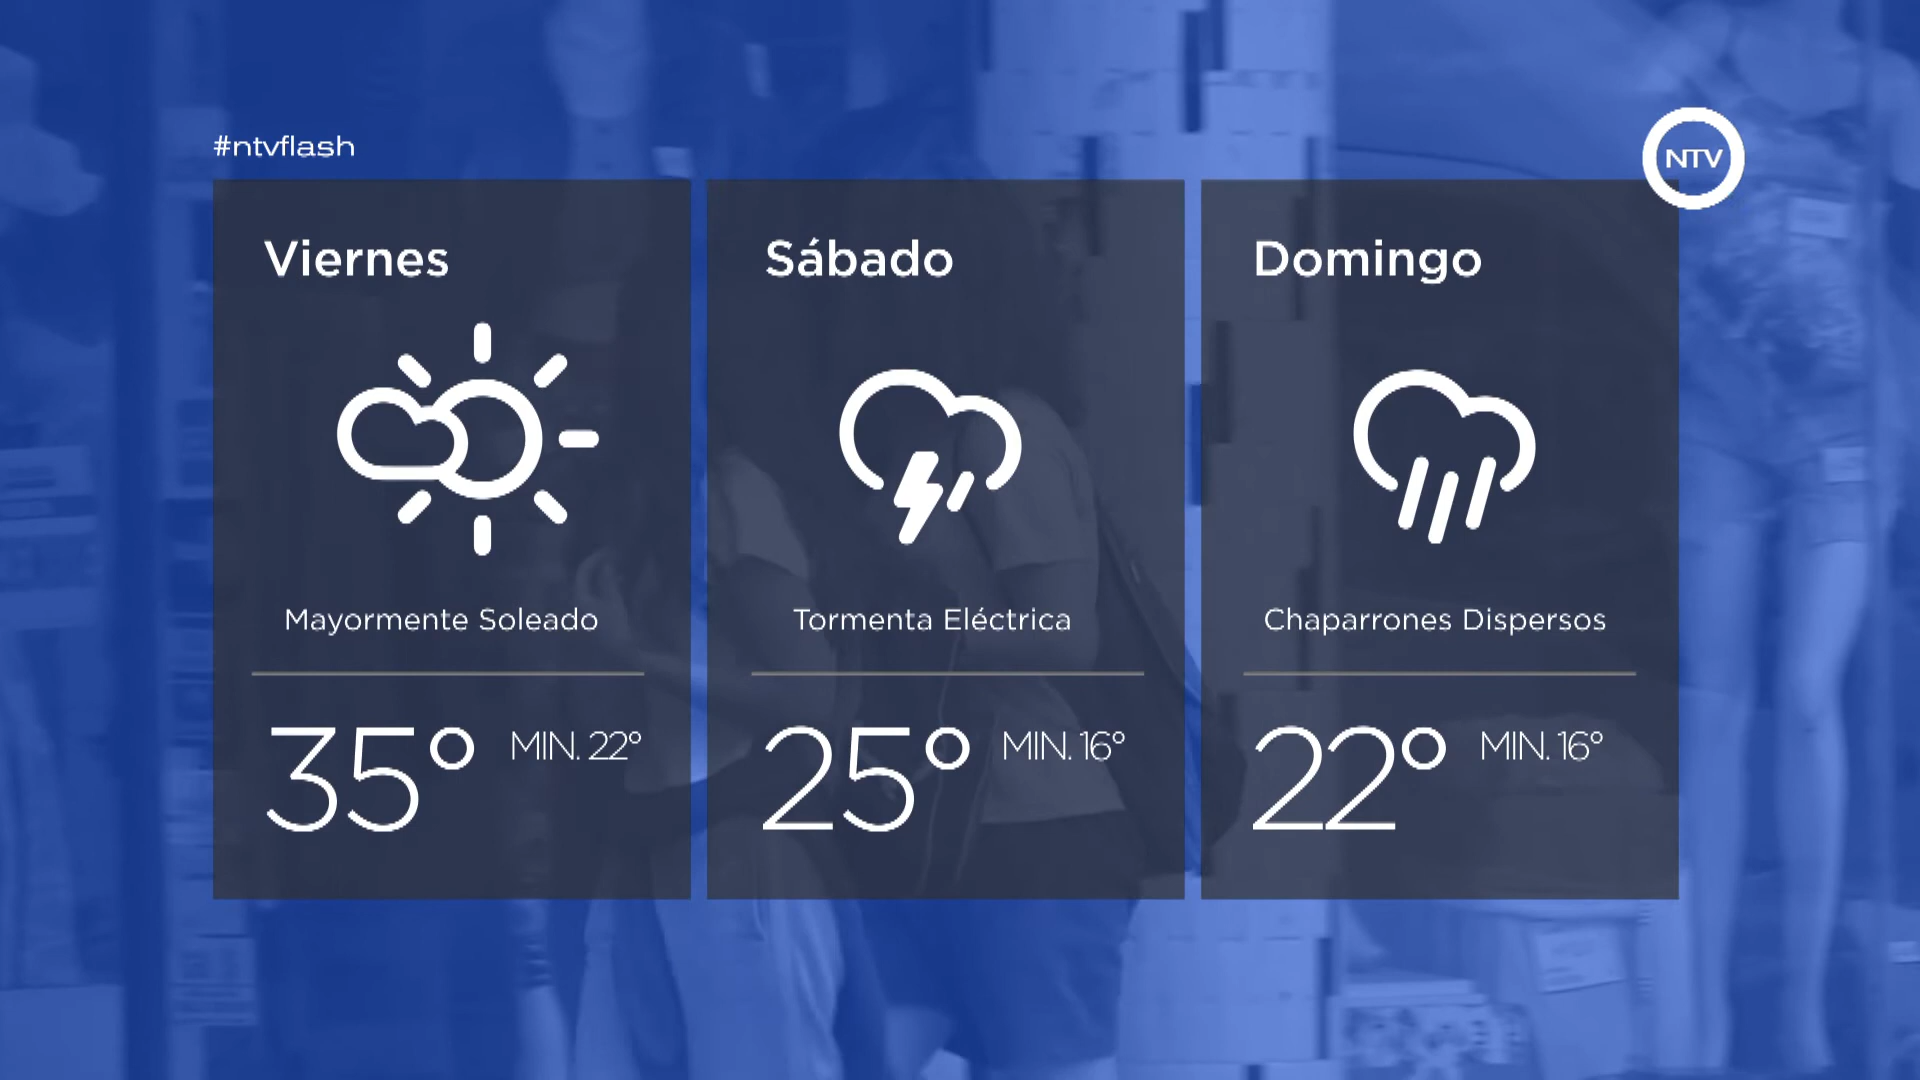 #ntvflash
NTV
Viernes
Mayormente Soleado
35° MIN. 22°
Sábado
Tormenta Eléctrica
25° MIN. 16°
Domingo
Chaparrones Dispersos
22° MIN. 16°